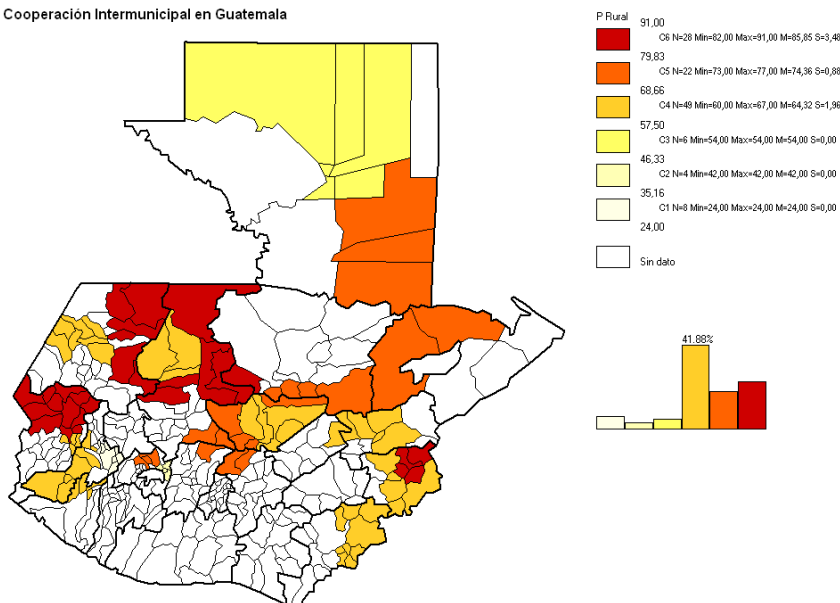 Cooperación Intermunicipal en Guatemala
P Rural
91,00
C6 N=28 Min=82,00 Max=91,00 M=85,85 S=3,48
79,83
C5 N=22 Min=73,00 Max=77,00 M=74,36 S=0,88
68,66
C4 N=49 Min=60,00 Max=67,00 M=64,32 S=1,96
57,50
C3 N=6 Min=54,00 Max=54,00 M=54,00 S=0,00
46,33
C2 N=4 Min=42,00 Max=42,00 M=42,00 S=0,00
35,16
C1 N=8 Min=24,00 Max=24,00 M=24,00 S=0,00
24,00
Sin dato
41.88%